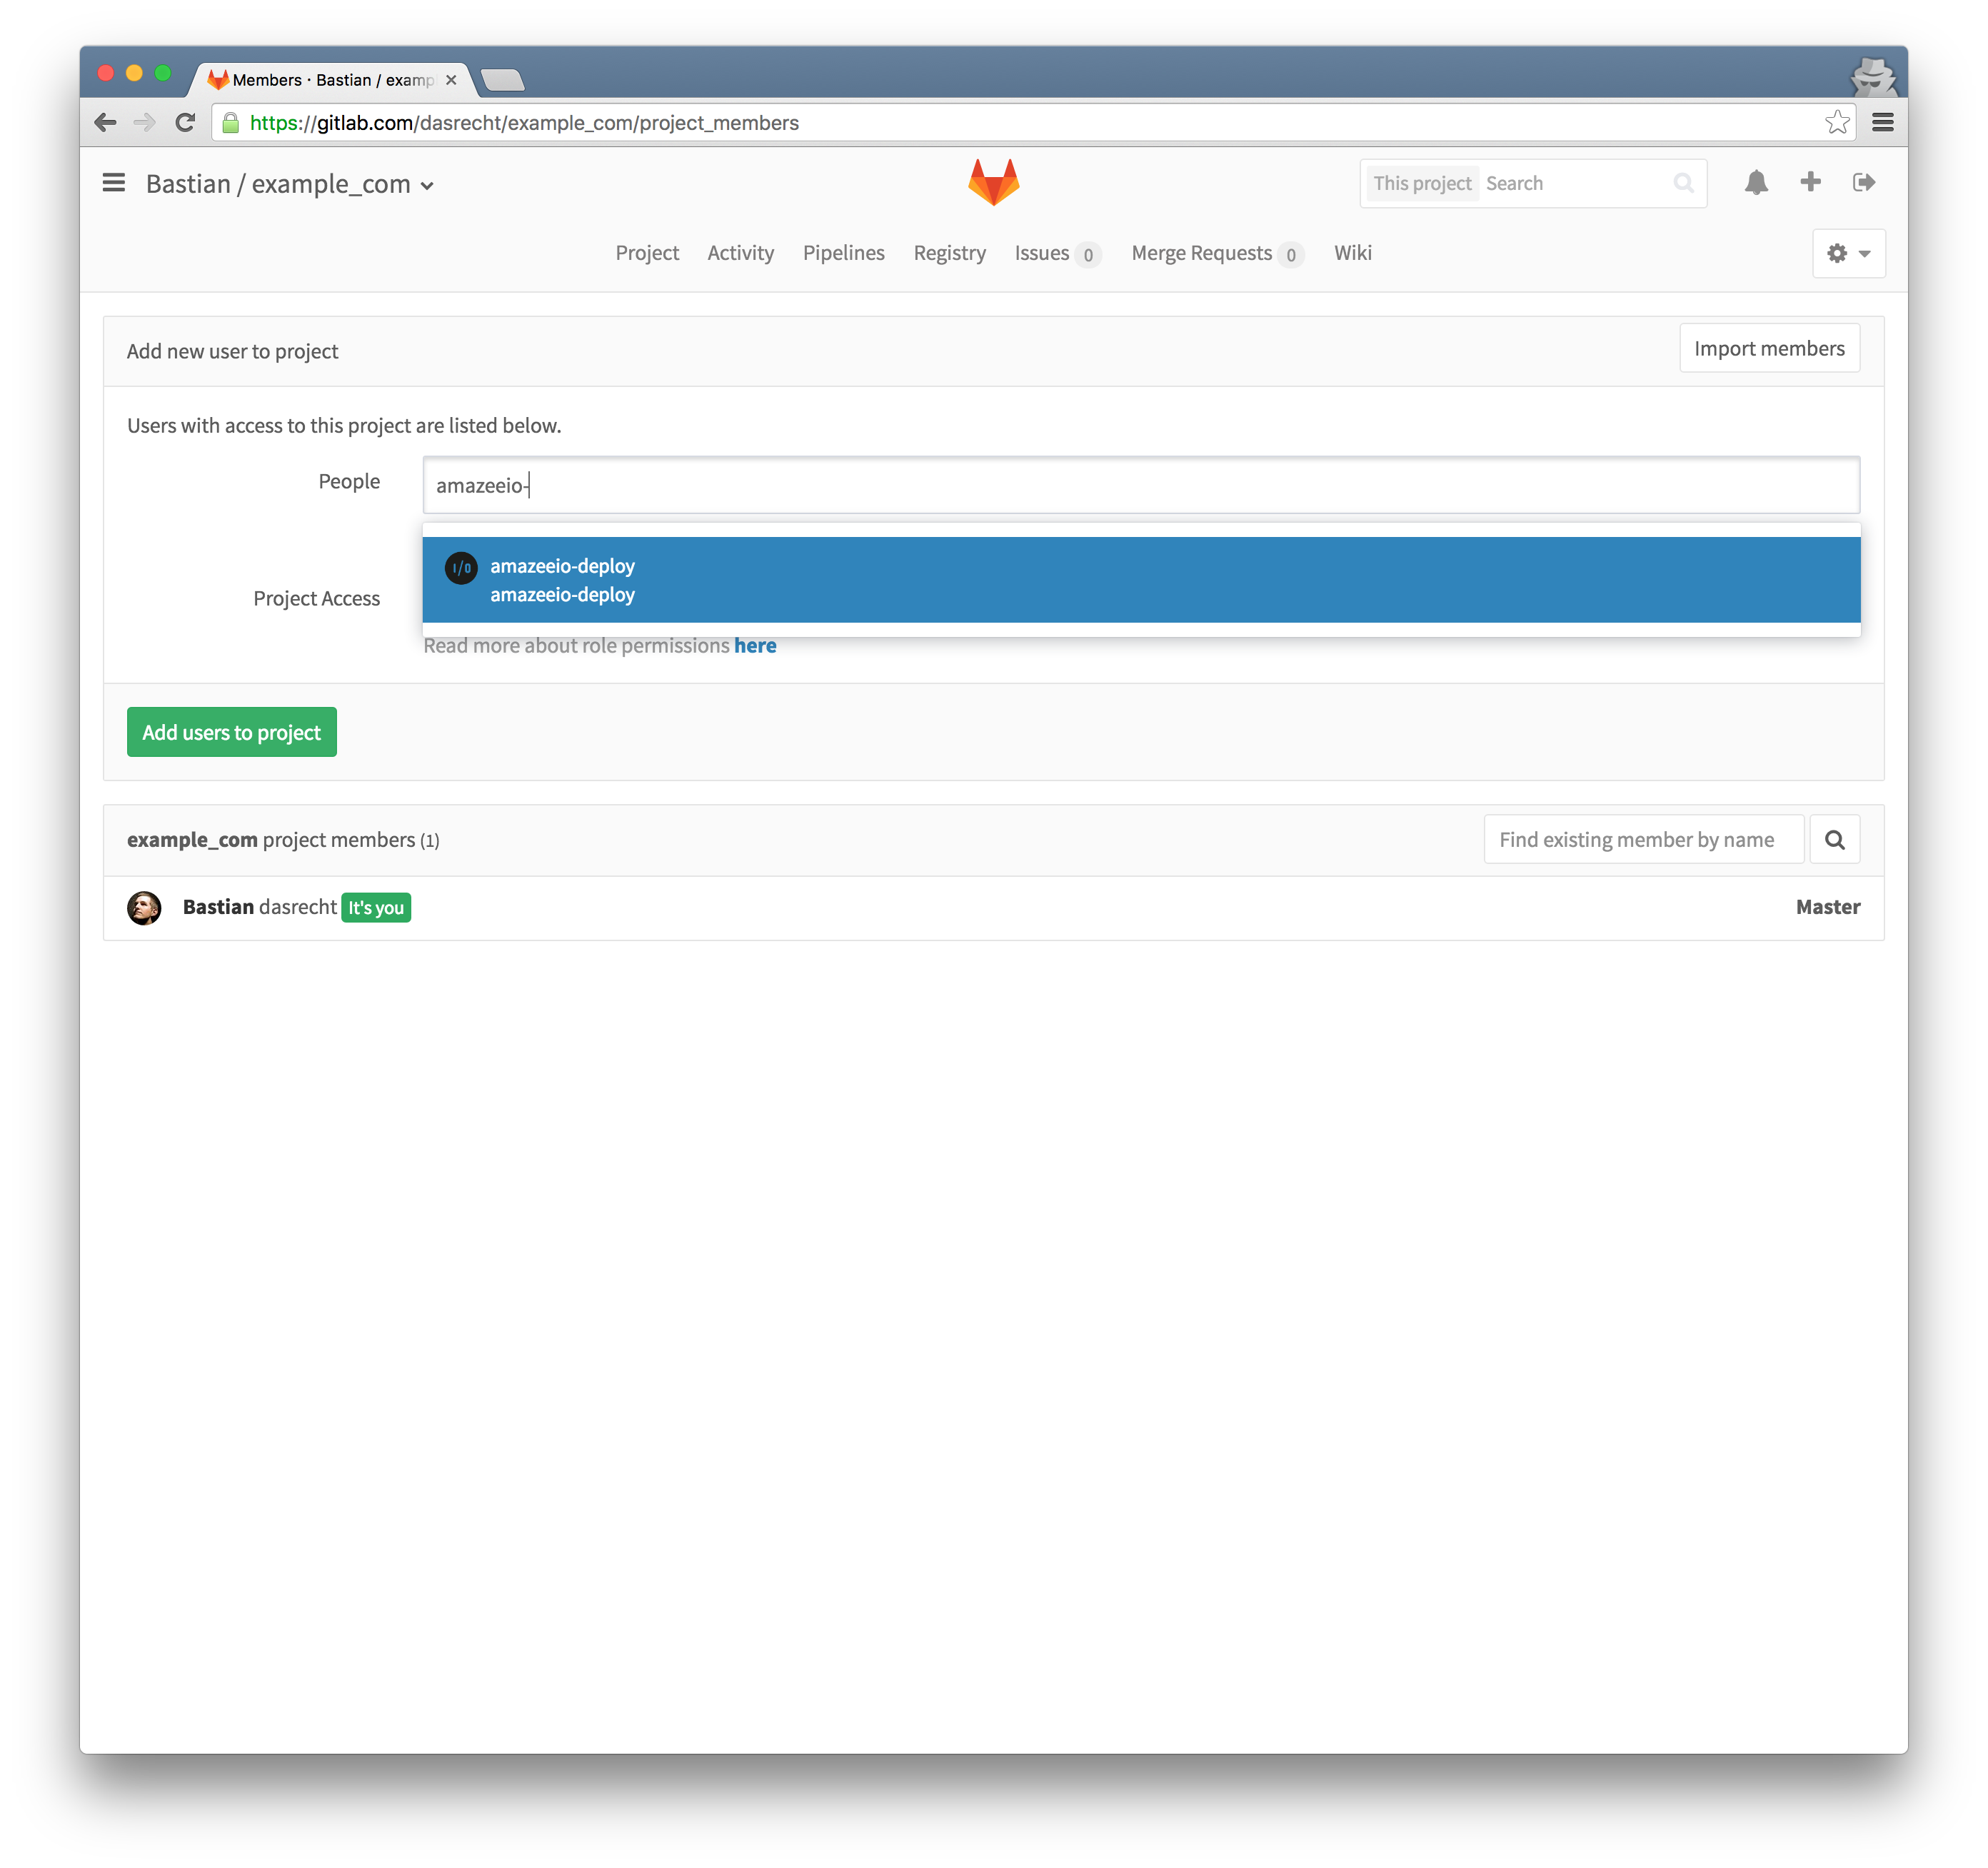 Members · Bastian / examp
https://gitlab.com/dasrecht/example_com/project_members
Bastian / example_com
This project Search
Project Activity Pipelines Registry Issues 0 Merge Requests 0 Wiki
Add new user to project
Import members
Users with access to this project are listed below.
People
amazeeio-
I/O
amazeeio-deploy
amazeeio-deploy
Project Access
Read more about role permissions here
Add users to project
example_com project members (1)
Find existing member by name
Bastian dasrecht It's you
Master